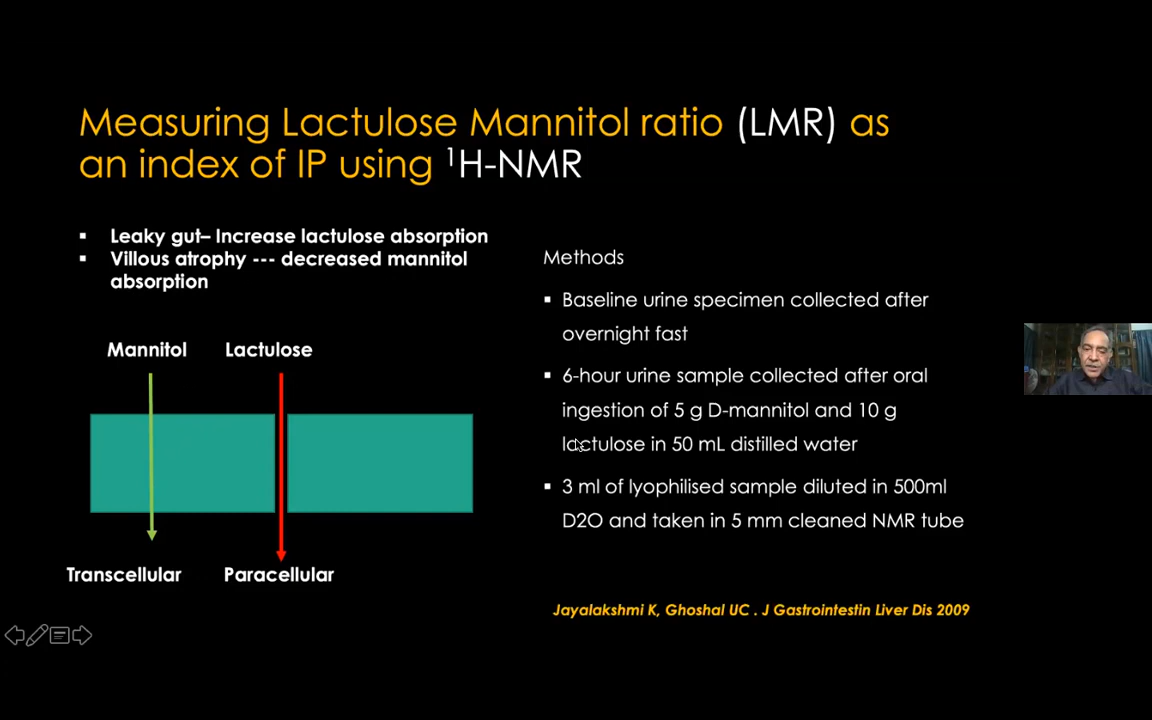 Measuring Lactulose Mannitol ratio (LMR) as
an index of IP using ¹H-NMR
▪ Leaky gut– Increase lactulose absorption
▪ Villous atrophy --- decreased mannitol
absorption
Mannitol Lactulose
Transcellular Paracellular
Methods
▪ Baseline urine specimen collected after
overnight fast
▪ 6-hour urine sample collected after oral
ingestion of 5 g D-mannitol and 10 g
lactulose in 50 mL distilled water
▪ 3 ml of lyophilised sample diluted in 500ml
D2O and taken in 5 mm cleaned NMR tube
Jayalakshmi K, Ghoshal UC . J Gastrointestin Liver Dis 2009